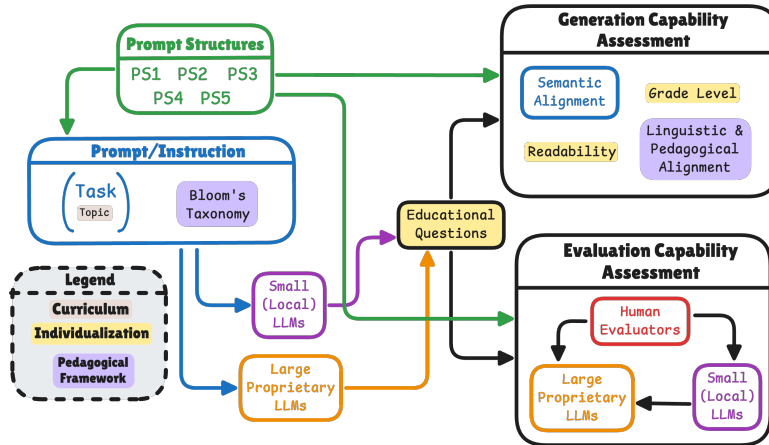 Prompt Structures
PS1 PS2 PS3
PS4 PS5
Prompt/Instruction
Task
Topic
Bloom's
Taxonomy
Legend
Curriculum
Individualization
Pedagogical
Framework
Small
(Local)
LLMs
Large
Proprietary
LLMs
Educational
Questions
Generation Capability
Assessment
Semantic
Alignment
Grade Level
Readability
Linguistic &
Pedagogical
Alignment
Evaluation Capability
Assessment
Human
Evaluators
Large
Proprietary
LLMs
Small
(Local)
LLMs